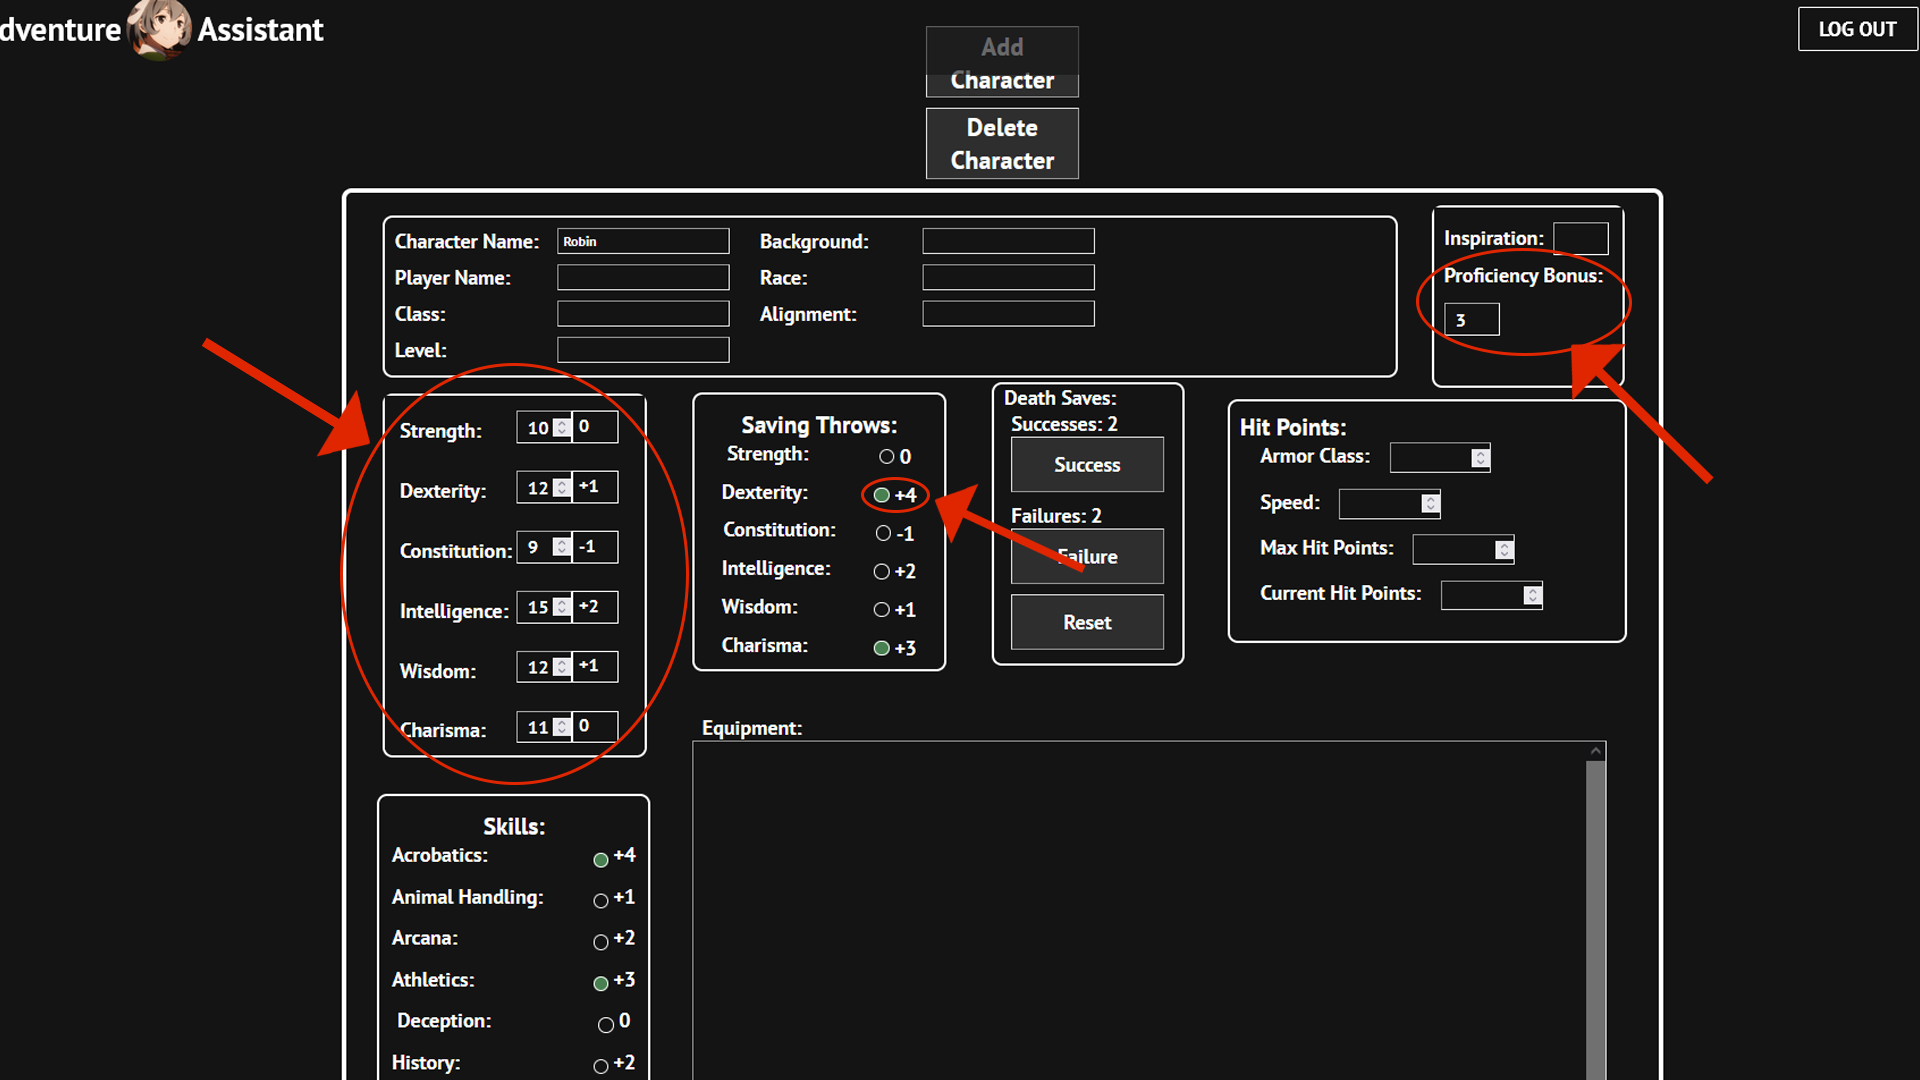 dventure Assistant
LOG OUT
Add
Character
Delete
Character
Character Name: Robin
Background:
Player Name:
Race:
Class:
Alignment:
Level:
Inspiration:
Proficiency Bonus:
3
Strength: 10 0
Dexterity: 12 +1
Constitution: 9 -1
Intelligence: 15 +2
Wisdom: 12 +1
Charisma: 11 0
Saving Throws:
Strength: 0
Dexterity: +4
Constitution: -1
Intelligence: +2
Wisdom: +1
Charisma: +3
Death Saves:
Successes: 2
Success
Failures: 2
Failure
Reset
Hit Points:
Armor Class:
Speed:
Max Hit Points:
Current Hit Points:
Equipment:
Skills:
Acrobatics: +4
Animal Handling: +1
Arcana: +2
Athletics: +3
Deception: 0
History: +2